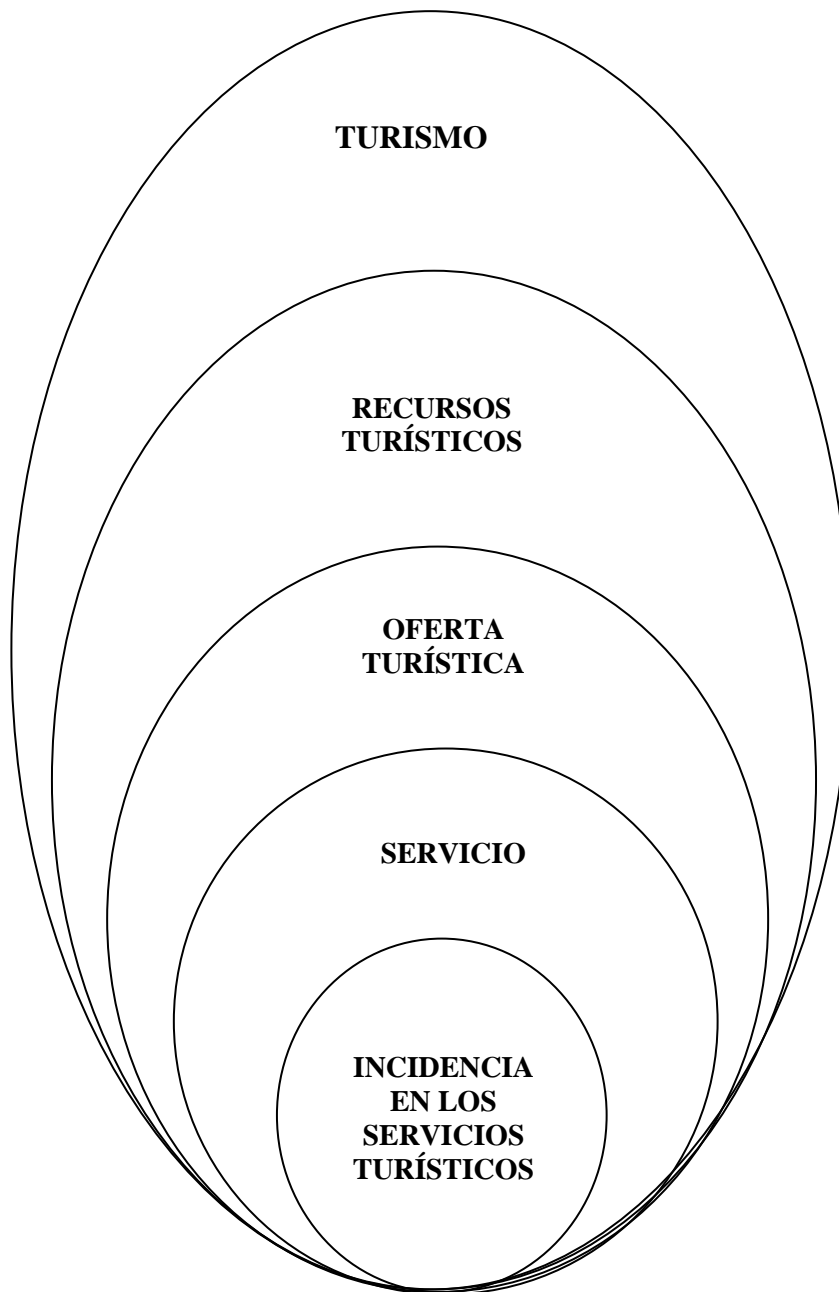 TURISMO
RECURSOS
TURÍSTICOS
OFERTA
TURÍSTICA
SERVICIO
INCIDENCIA
EN LOS
SERVICIOS
TURÍSTICOS